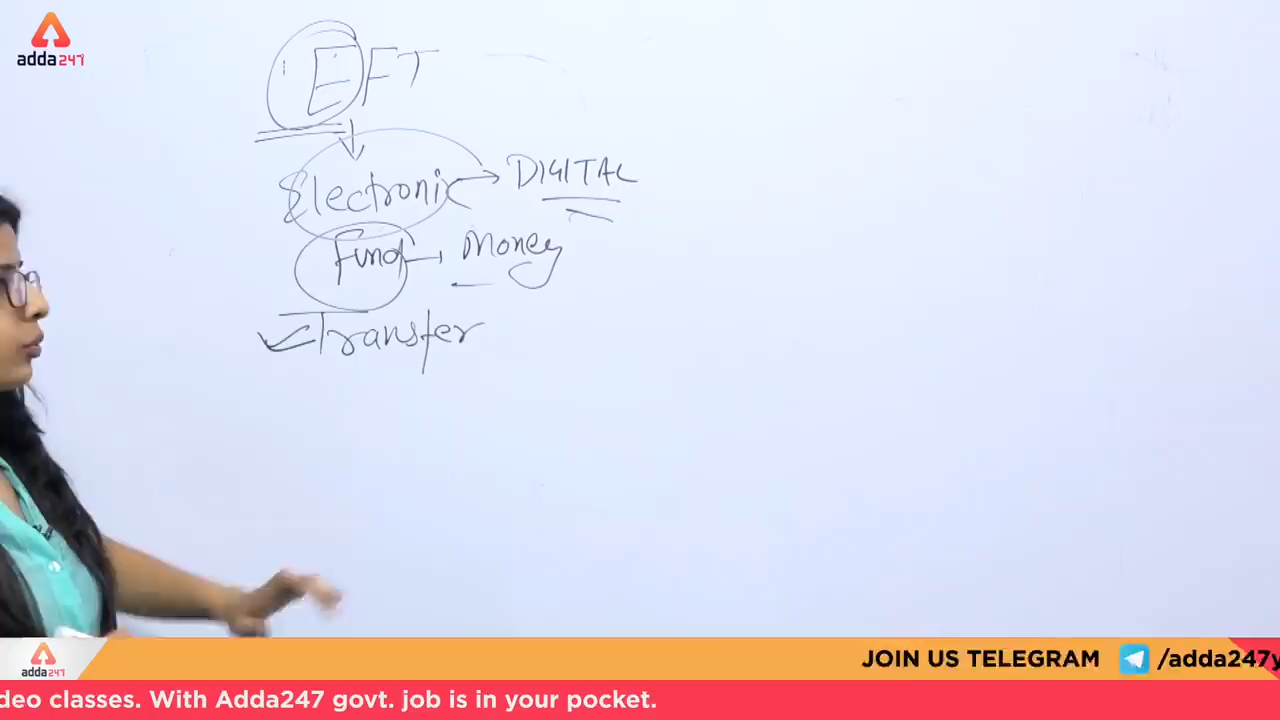 adda247
EFT
Electronic → DIGITAL
Fund → Money
Transfer
adda247
JOIN US TELEGRAM /adda247y
deo classes. With Adda247 govt. job is in your pocket.